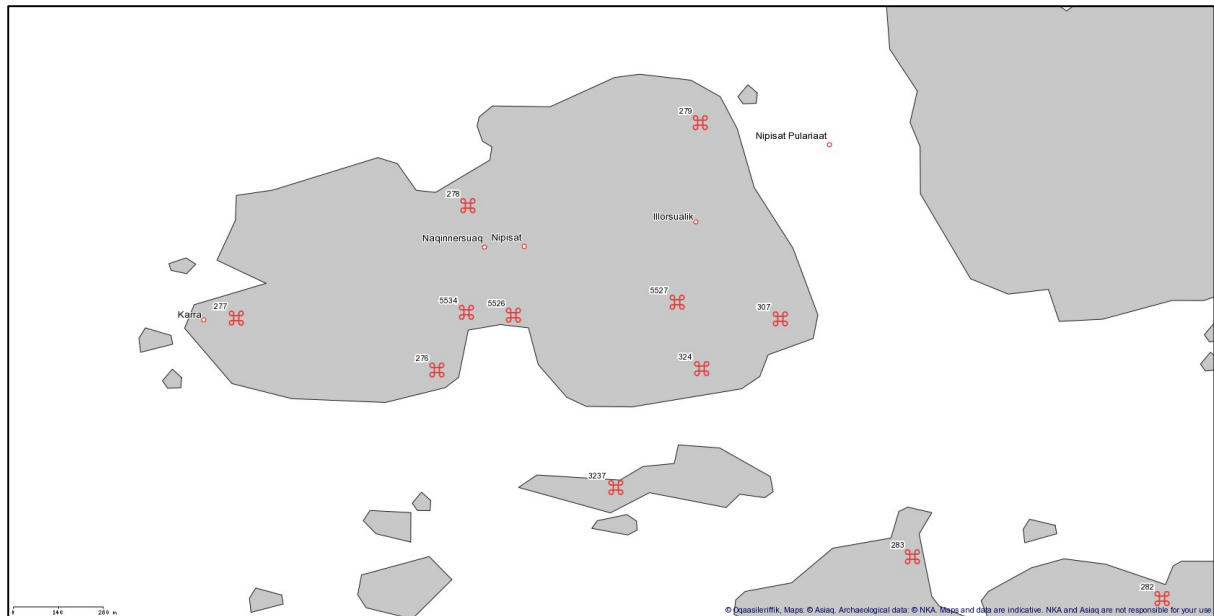 279
Nipisat Pulariaat
278
Illorsualik
Naqinnersuaq
Nipisat
5527
277
Karra
5534
5526
307
276
324
3237
283
282
0 140 280 m
© Oqaasileriffik, Maps: © Asiaq. Archaeological data: © NKA. Maps and data are indicative. NKA and Asiaq are not responsible for your use